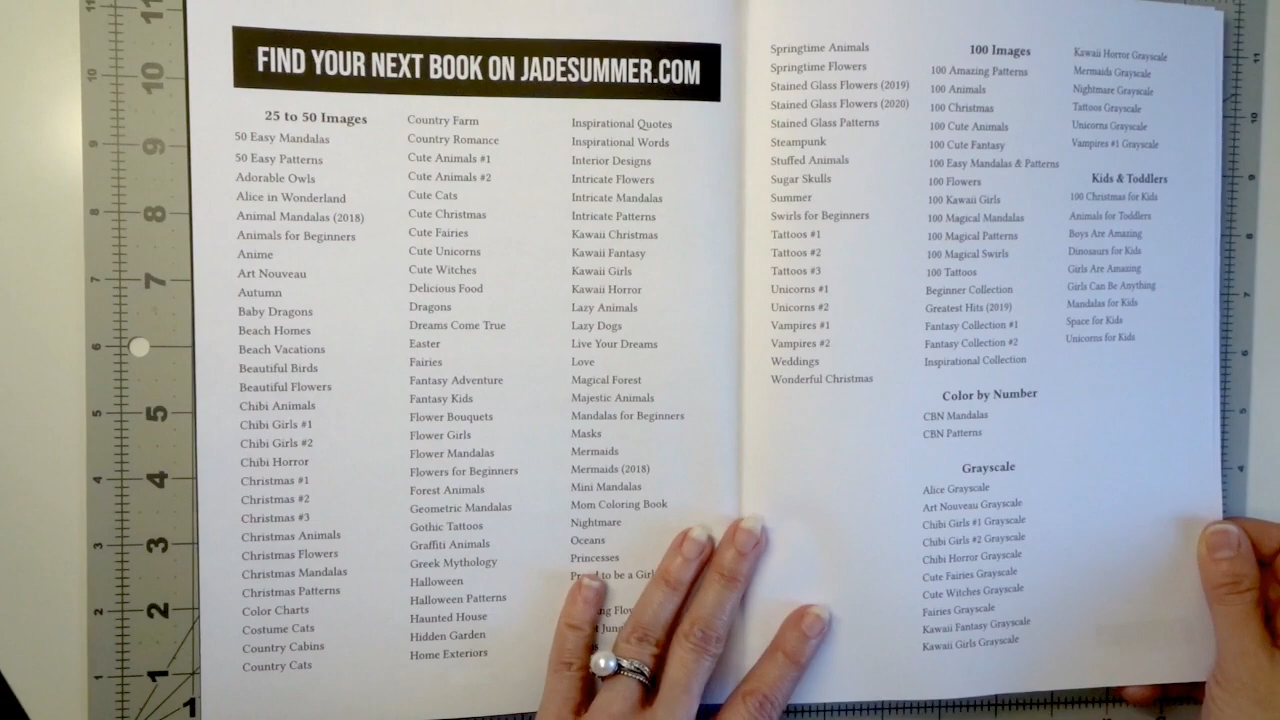 FIND YOUR NEXT BOOK ON JADESUMMER.COM
25 to 50 Images
50 Easy Mandalas
50 Easy Patterns
Adorable Owls
Alice in Wonderland
Animal Mandalas (2018)
Animals for Beginners
Anime
Art Nouveau
Autumn
Baby Dragons
Beach Homes
Beach Vacations
Beautiful Birds
Beautiful Flowers
Chibi Animals
Chibi Girls #1
Chibi Girls #2
Chibi Horror
Christmas #1
Christmas #2
Christmas #3
Christmas Animals
Christmas Flowers
Christmas Mandalas
Christmas Patterns
Color Charts
Costume Cats
Country Cabins
Country Cats
Country Farm
Country Romance
Cute Animals #1
Cute Animals #2
Cute Cats
Cute Christmas
Cute Fairies
Cute Unicorns
Cute Witches
Delicious Food
Dragons
Dreams Come True
Easter
Fairies
Fantasy Adventure
Fantasy Kids
Flower Bouquets
Flower Girls
Flower Mandalas
Flowers for Beginners
Forest Animals
Geometric Mandalas
Gothic Tattoos
Graffiti Animals
Greek Mythology
Halloween
Halloween Patterns
Haunted House
Hidden Garden
Home Exteriors
Inspirational Quotes
Inspirational Words
Interior Designs
Intricate Flowers
Intricate Mandalas
Intricate Patterns
Kawaii Christmas
Kawaii Fantasy
Kawaii Girls
Kawaii Horror
Lazy Animals
Lazy Dogs
Live Your Dreams
Love
Magical Forest
Majestic Animals
Mandalas for Beginners
Masks
Mermaids
Mermaids (2018)
Mini Mandalas
Mom Coloring Book
Nightmare
Oceans
Princesses
to be a Girl
Springtime Animals
Springtime Flowers
Stained Glass Flowers (2019)
Stained Glass Flowers (2020)
Stained Glass Patterns
Steampunk
Stuffed Animals
Sugar Skulls
Summer
Swirls for Beginners
Tattoos #1
Tattoos #2
Tattoos #3
Unicorns #1
Unicorns #2
Vampires #1
Vampires #2
Weddings
Wonderful Christmas
100 Images
100 Amazing Patterns
100 Animals
100 Christmas
100 Cute Animals
100 Cute Fantasy
100 Easy Mandalas & Patterns
100 Flowers
100 Kawaii Girls
100 Magical Mandalas
100 Magical Patterns
100 Magical Swirls
100 Tattoos
Beginner Collection
Greatest Hits (2019)
Fantasy Collection #1
Fantasy Collection #2
Inspirational Collection
Color by Number
CBN Mandalas
CBN Patterns
Grayscale
Alice Grayscale
Art Nouveau Grayscale
Chibi Girls #1 Grayscale
Chibi Girls #2 Grayscale
Chibi Horror Grayscale
Cute Fairies Grayscale
Cute Witches Grayscale
Fairies Grayscale
Kawaii Fantasy Grayscale
Kawaii Girls Grayscale
Kawaii Horror Grayscale
Mermaids Grayscale
Nightmare Grayscale
Tattoos Grayscale
Unicorns Grayscale
Vampires #1 Grayscale
Kids & Toddlers
100 Christmas for Kids
Animals for Toddlers
Boys Are Amazing
Dinosaurs for Kids
Girls Are Amazing
Girls Can Be Anything
Mandalas for Kids
Space for Kids
Unicorns for Kids
11
10
9
8
7
6
5
4
3
2
1